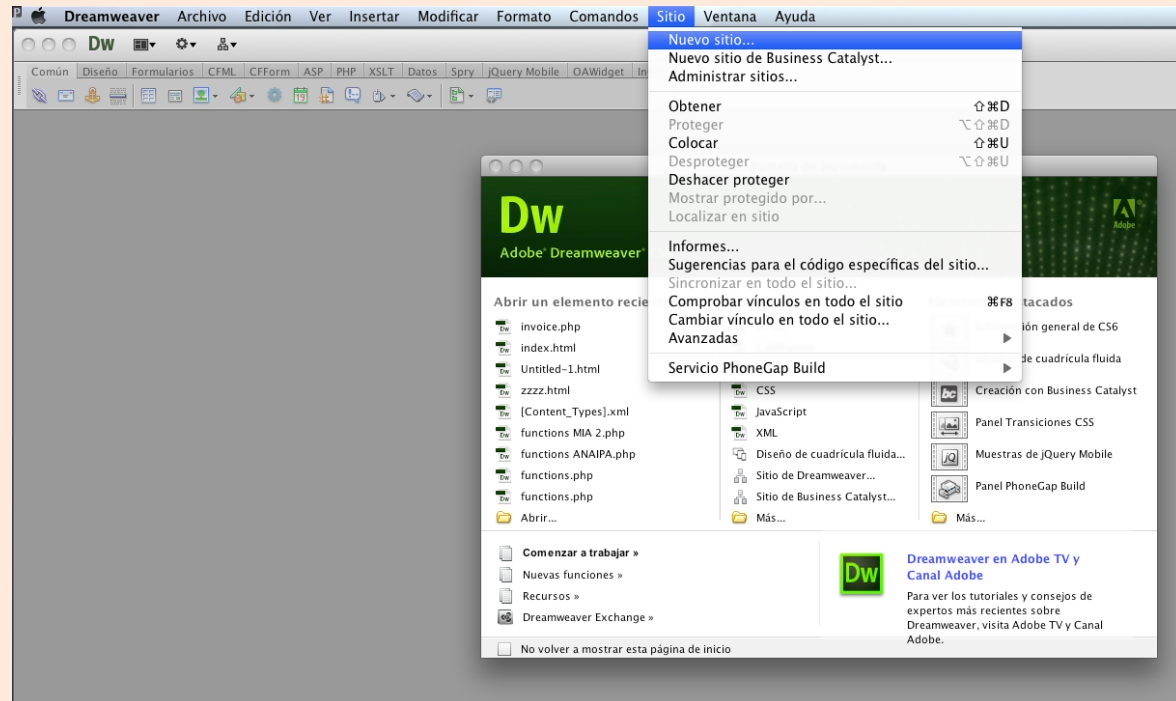 Dreamweaver Archivo Edición Ver Insertar Modificar Formato Comandos Sitio Ventana Ayuda
DW
Común Diseño Formularios CFML CFForm ASP PHP XSLT Datos Spry jQuery Mobile OAWidget In
19
Nuevo sitio...
Nuevo sitio de Business Catalyst...
Administrar sitios...
Obtener ⇧⌘D
Proteger ⌥⇧⌘D
Colocar ⇧⌘U
Desproteger ⌥⇧⌘U
Deshacer proteger
Mostrar protegido por...
Localizar en sitio
Informes...
Sugerencias para el código específicas del sitio...
Sincronizar en todo el sitio...
Comprobar vínculos en todo el sitio ⌘F8
Cambiar vínculo en todo el sitio...
Avanzadas
Servicio PhoneGap Build
Dw
Adobe® Dreamweaver®
Adobe
Abrir un elemento recie
invoice.php
index.html
Untitled-1.html
zzzz.html
[Content_Types].xml
functions MIA 2.php
functions ANAIPA.php
functions.php
functions.php
Abrir...
CSS
JavaScript
XML
Diseño de cuadrícula fluida...
Sitio de Dreamweaver...
Sitio de Business Catalyst...
Más...
tacados
ión general de CS6
de cuadrícula fluida
Creación con Business Catalyst
Panel Transiciones CSS
Muestras de jQuery Mobile
Panel PhoneGap Build
Más...
Comenzar a trabajar »
Nuevas funciones »
Recursos »
Dreamweaver Exchange »
Dw
Dreamweaver en Adobe TV y
Canal Adobe
Para ver los tutoriales y consejos de
expertos más recientes sobre
Dreamweaver, visita Adobe TV y Canal
Adobe.
No volver a mostrar esta página de inicio